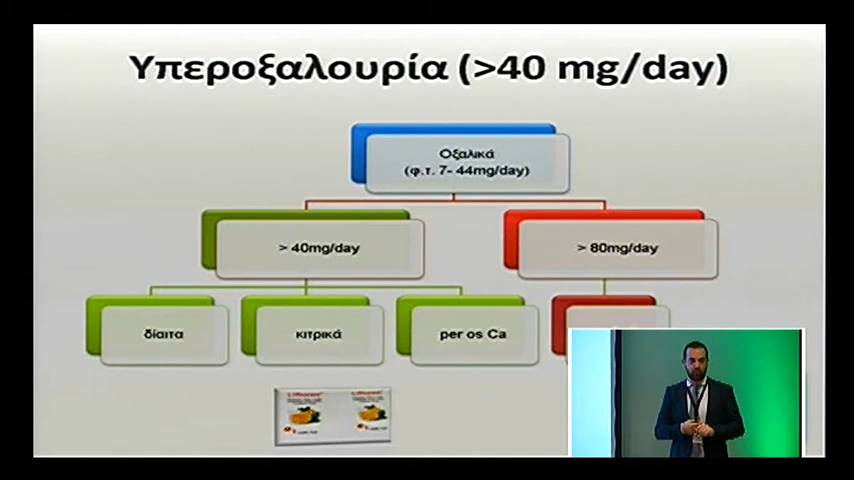 Υπεροξαλουρία (>40 mg/day)
Οξαλικά
(φ.τ. 7- 44mg/day)
> 40mg/day
> 80mg/day
δίαιτα
κιτρικά
per os Ca